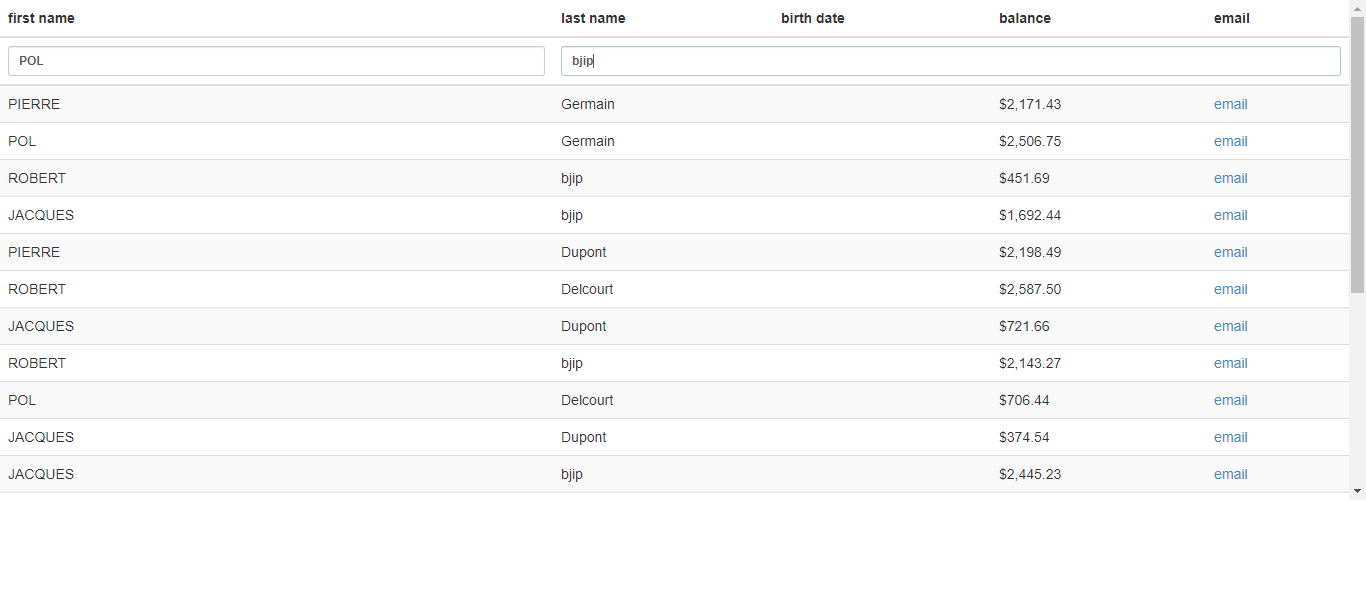 first name last name birth date balance email
POL bjip
PIERRE Germain $2,171.43 email
POL Germain $2,506.75 email
ROBERT bjip $451.69 email
JACQUES bjip $1,692.44 email
PIERRE Dupont $2,198.49 email
ROBERT Delcourt $2,587.50 email
JACQUES Dupont $721.66 email
ROBERT bjip $2,143.27 email
POL Delcourt $706.44 email
JACQUES Dupont $374.54 email
JACQUES bjip $2,445.23 email